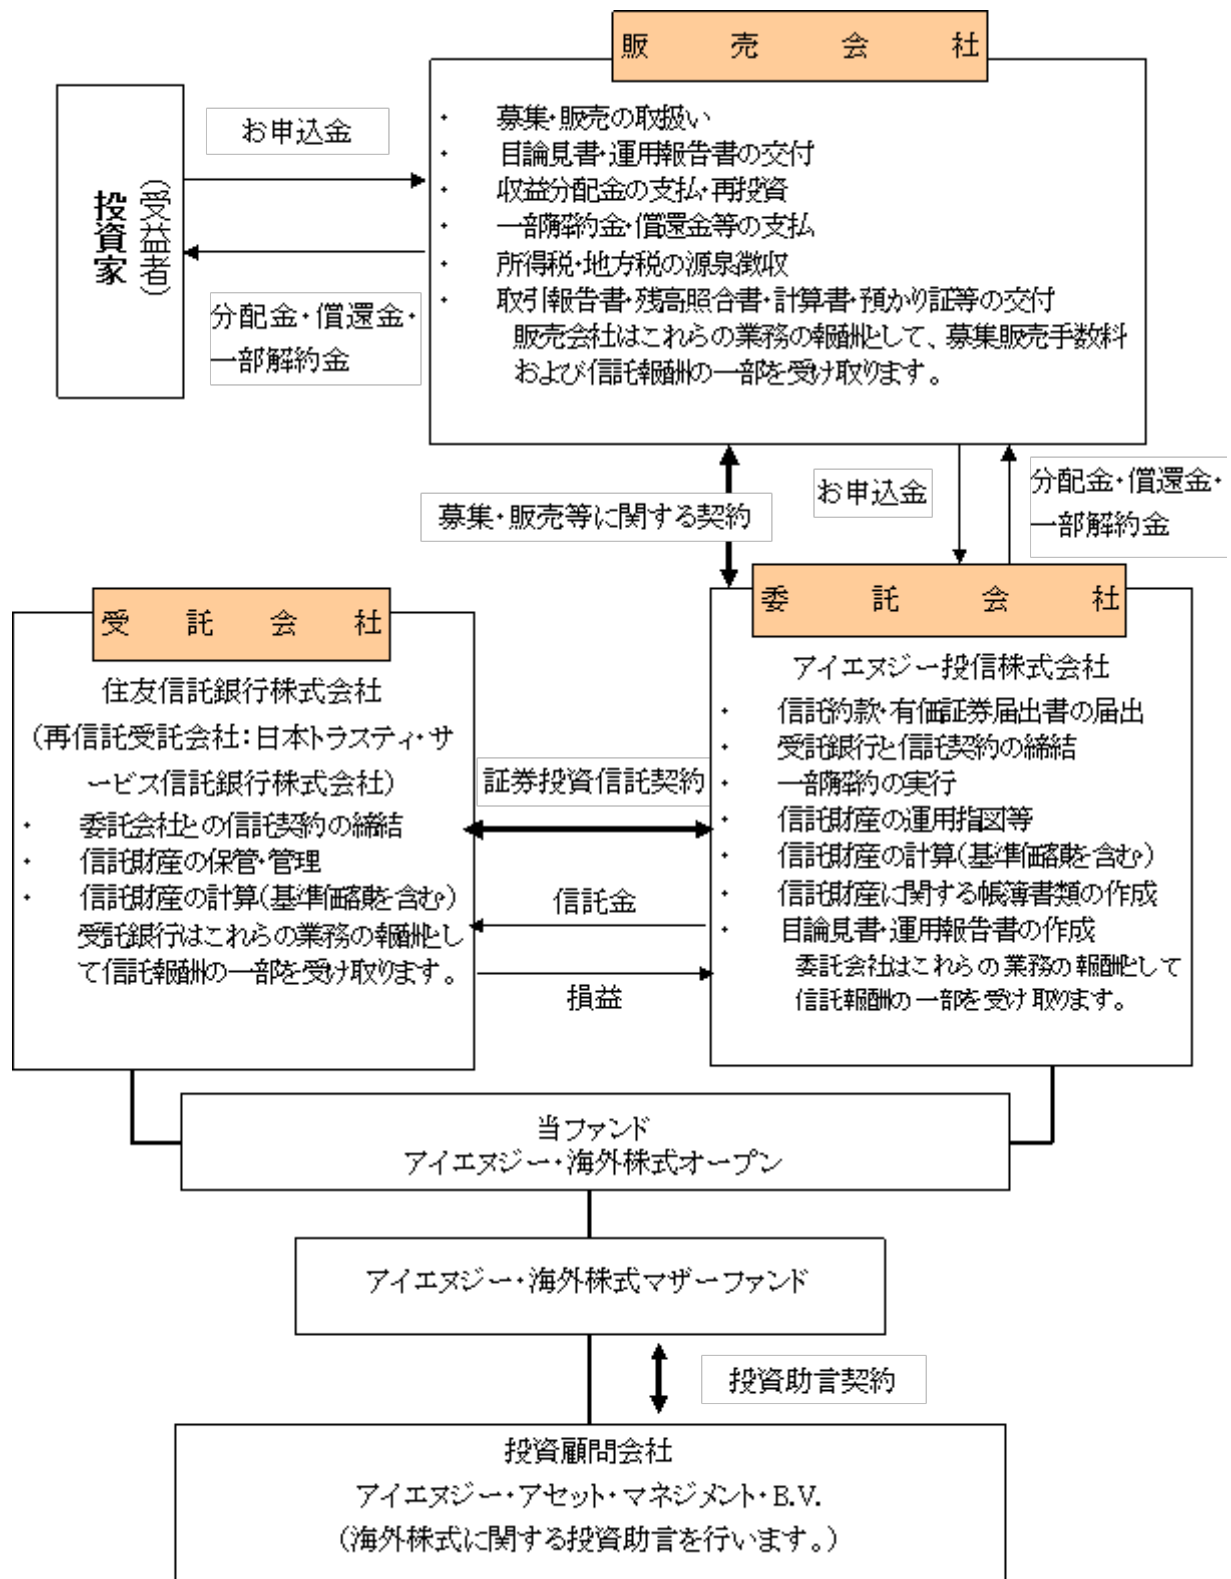 販売会社
投資家
(受益者)
お申込金
分配金・償還金・
一部解約金
・ 募集・販売の取扱い
・ 目論見書・運用報告書の交付
・ 収益分配金の支払・再投資
・ 一部解約金・償還金等の支払
・ 所得税・地方税の源泉徴収
・ 取引報告書・残高照合書・計算書・預かり証等の交付
販売会社はこれらの業務の報酬として、募集販売手数料
および信託報酬の一部を受け取ります。
募集・販売等に関する契約
お申込金
分配金・償還金・
一部解約金
受託会社
住友信託銀行株式会社
(再信託受託会社:日本トラスティ・サ
ービス信託銀行株式会社)
・ 委託会社との信託契約の締結
・ 信託財産の保管・管理
・ 信託財産の計算(基準価額を含む)
受託銀行はこれらの業務の報酬とし
て信託報酬の一部を受け取ります。
証券投資信託契約
信託金
損益
委託会社
アイエヌジー投信株式会社
・ 信託約款・有価証券届出書の届出
・ 受託銀行と信託契約の締結
・ 一部解約の実行
・ 信託財産の運用指図等
・ 信託財産の計算(基準価額を含む)
・ 信託財産に関する帳簿書類の作成
・ 目論見書・運用報告書の作成
委託会社はこれらの業務の報酬として
信託報酬の一部を受け取ります。
当ファンド
アイエヌジー・海外株式オープン
アイエヌジー・海外株式マザーファンド
投資助言契約
投資顧問会社
アイエヌジー・アセット・マネジメント・B.V.
(海外株式に関する投資助言を行います。)